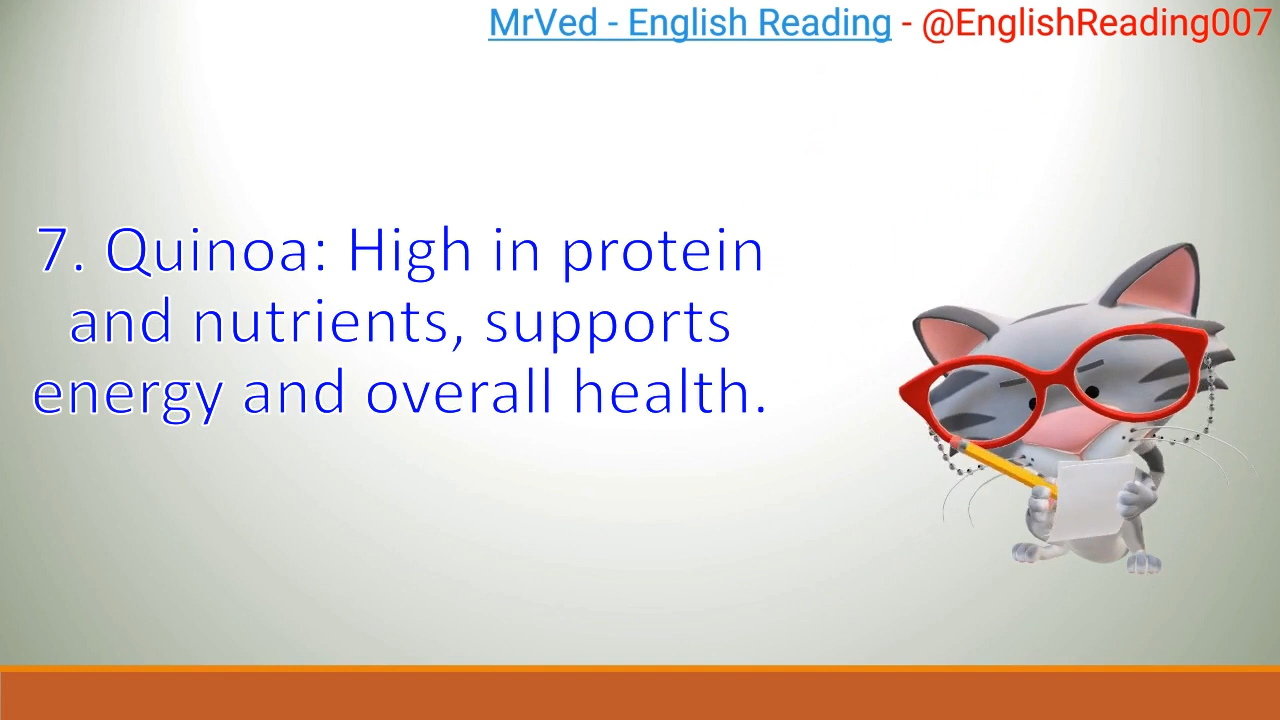 MrVed - English Reading - @EnglishReading007
7. Quinoa: High in protein
and nutrients, supports
energy and overall health.